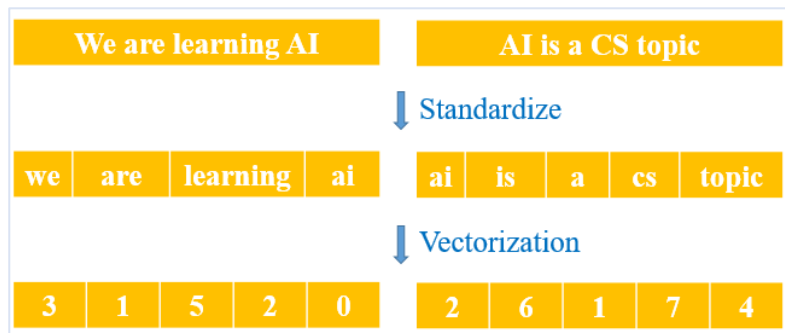 We are learning AI
AI is a CS topic
Standardize
we are learning ai
ai is a cs topic
Vectorization
3 1 5 2 0
2 6 1 7 4